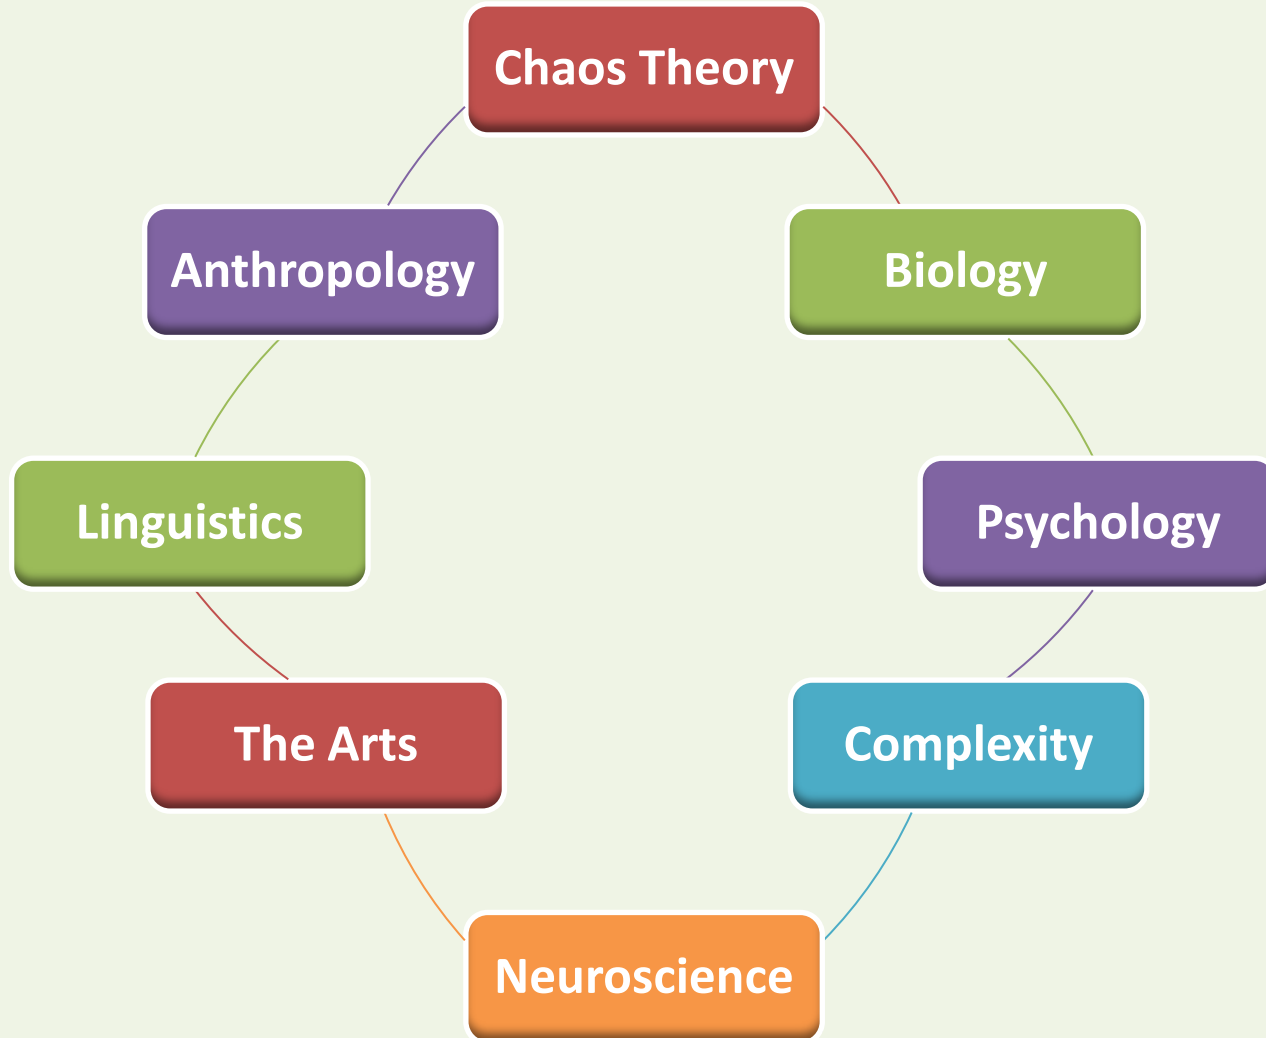 Chaos Theory
Anthropology
Biology
Linguistics
Psychology
The Arts
Complexity
Neuroscience